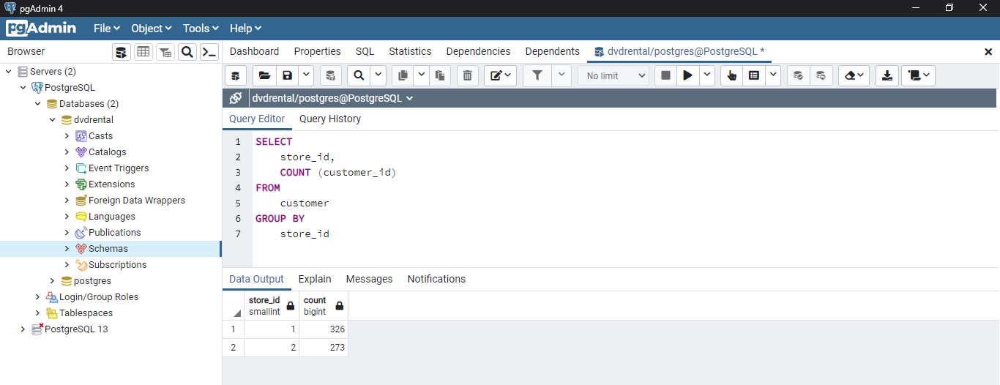 pgAdmin 4
pgAdmin File Object Tools Help
Browser
Dashboard Properties SQL Statistics Dependencies Dependents dvdrental/postgres@PostgreSQL *
Servers (2)
PostgreSQL
Databases (2)
dvdrental
Casts
Catalogs
Event Triggers
Extensions
Foreign Data Wrappers
Languages
Publications
Schemas
Subscriptions
postgres
Login/Group Roles
Tablespaces
PostgreSQL 13
No limit
dvdrental/postgres@PostgreSQL
Query Editor Query History
1 SELECT
2 store_id,
3 COUNT (customer_id)
4 FROM
5 customer
6 GROUP BY
7 store_id
Data Output Explain Messages Notifications
store_id count
smallint bigint
1 1 326
2 2 273